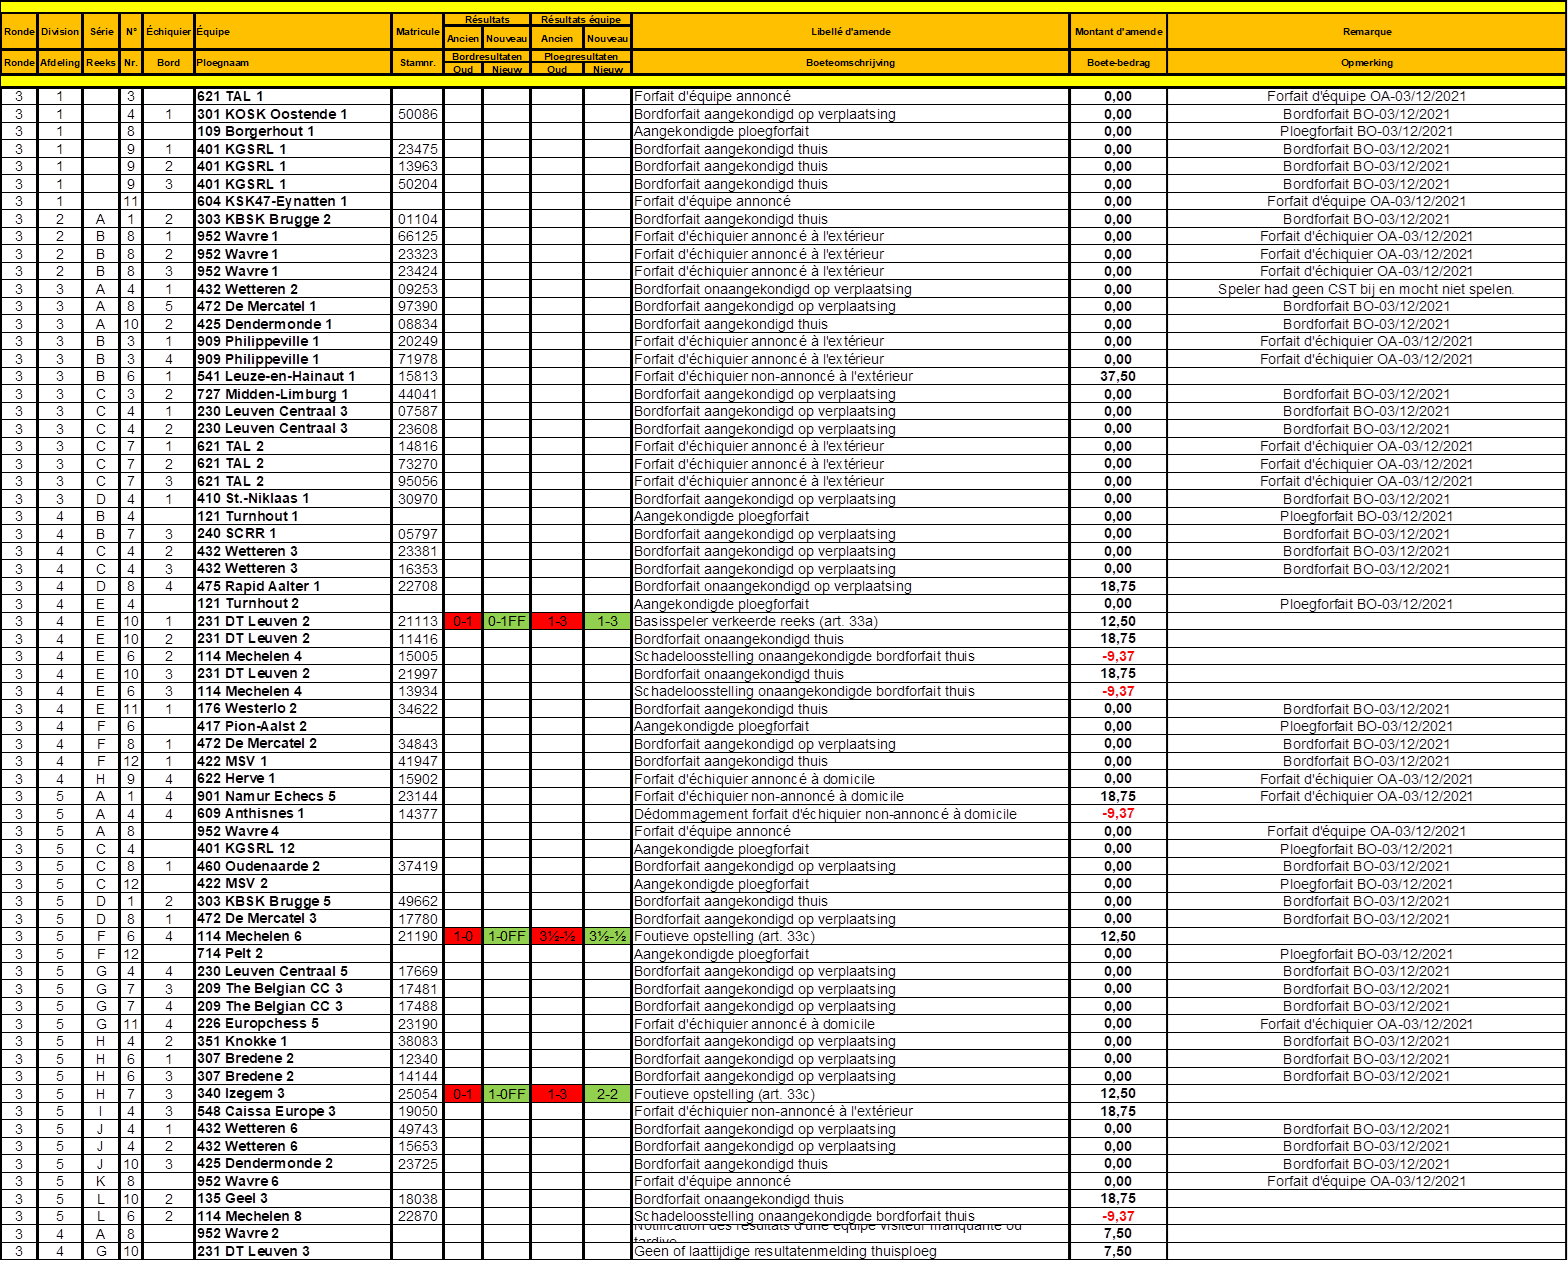 Ronde Division Série N° Échiquier Équipe Matricule Résultats Ancien Nouveau Résultats équipe Ancien Nouveau Libellé d'amende Montant d'amende Remarque
Ronde Afdeling Reeks Nr. Bord Ploegnaam Stamnr. Bordresultaten Oud Nieuw Ploegresultaten Oud Nieuw Boeteomschrijving Boete-bedrag Opmerking
3 1 3 621 TAL 1 Forfait d'équipe annoncé 0,00 Forfait d'équipe OA-03/12/2021
3 1 4 1 301 KOSK Oostende 1 50086 Bordforfait aangekondigd op verplaatsing 0,00 Bordforfait BO-03/12/2021
3 1 8 109 Borgerhout 1 Aangekondigde ploegforfait 0,00 Ploegforfait BO-03/12/2021
3 1 9 1 401 KGSRL 1 23475 Bordforfait aangekondigd thuis 0,00 Bordforfait BO-03/12/2021
3 1 9 2 401 KGSRL 1 13963 Bordforfait aangekondigd thuis 0,00 Bordforfait BO-03/12/2021
3 1 9 3 401 KGSRL 1 50204 Bordforfait aangekondigd thuis 0,00 Bordforfait BO-03/12/2021
3 1 11 604 KSK47-Eynatten 1 Forfait d'équipe annoncé 0,00 Forfait d'équipe OA-03/12/2021
3 2 A 1 2 303 KBSK Brugge 2 01104 Bordforfait aangekondigd thuis 0,00 Bordforfait BO-03/12/2021
3 2 B 8 1 952 Wavre 1 66125 Forfait d'échiquier annoncé à l'extérieur 0,00 Forfait d'échiquier OA-03/12/2021
3 2 B 8 2 952 Wavre 1 23323 Forfait d'échiquier annoncé à l'extérieur 0,00 Forfait d'échiquier OA-03/12/2021
3 2 B 8 3 952 Wavre 1 23424 Forfait d'échiquier annoncé à l'extérieur 0,00 Forfait d'échiquier OA-03/12/2021
3 3 A 4 1 432 Wetteren 2 09253 Bordforfait onaangekondigd op verplaatsing 0,00 Speler had geen CST bij en mocht niet spelen.
3 3 A 8 5 472 De Mercatel 1 97390 Bordforfait aangekondigd op verplaatsing 0,00 Bordforfait BO-03/12/2021
3 3 A 10 2 425 Dendermonde 1 08834 Bordforfait aangekondigd thuis 0,00 Bordforfait BO-03/12/2021
3 3 B 3 1 909 Philippeville 1 20249 Forfait d'échiquier annoncé à l'extérieur 0,00 Forfait d'échiquier OA-03/12/2021
3 3 B 3 4 909 Philippeville 1 71978 Forfait d'échiquier annoncé à l'extérieur 0,00 Forfait d'échiquier OA-03/12/2021
3 3 B 6 1 541 Leuze-en-Hainaut 1 15813 Forfait d'échiquier non-annoncé à l'extérieur 37,50
3 3 C 3 2 727 Midden-Limburg 1 44041 Bordforfait aangekondigd op verplaatsing 0,00 Bordforfait BO-03/12/2021
3 3 C 4 1 230 Leuven Centraal 3 07587 Bordforfait aangekondigd op verplaatsing 0,00 Bordforfait BO-03/12/2021
3 3 C 4 2 230 Leuven Centraal 3 23608 Bordforfait aangekondigd op verplaatsing 0,00 Bordforfait BO-03/12/2021
3 3 C 7 1 621 TAL 2 14816 Forfait d'échiquier annoncé à l'extérieur 0,00 Forfait d'échiquier OA-03/12/2021
3 3 C 7 2 621 TAL 2 73270 Forfait d'échiquier annoncé à l'extérieur 0,00 Forfait d'échiquier OA-03/12/2021
3 3 C 7 3 621 TAL 2 95056 Forfait d'échiquier annoncé à l'extérieur 0,00 Forfait d'échiquier OA-03/12/2021
3 3 D 4 1 410 St.-Niklaas 1 30970 Bordforfait aangekondigd op verplaatsing 0,00 Bordforfait BO-03/12/2021
3 4 B 4 121 Turnhout 1 Aangekondigde ploegforfait 0,00 Ploegforfait BO-03/12/2021
3 4 B 7 3 240 SCRR 1 05797 Bordforfait aangekondigd op verplaatsing 0,00 Bordforfait BO-03/12/2021
3 4 C 4 2 432 Wetteren 3 23381 Bordforfait aangekondigd op verplaatsing 0,00 Bordforfait BO-03/12/2021
3 4 C 4 3 432 Wetteren 3 16353 Bordforfait aangekondigd op verplaatsing 0,00 Bordforfait BO-03/12/2021
3 4 D 8 4 475 Rapid Aalter 1 22708 Bordforfait onaangekondigd op verplaatsing 18,75
3 4 E 4 121 Turnhout 2 Aangekondigde ploegforfait 0,00 Ploegforfait BO-03/12/2021
3 4 E 10 1 231 DT Leuven 2 21113 0-1 0-1FF 1-3 1-3 Basisspeler verkeerde reeks (art. 33a) 12,50
3 4 E 10 2 231 DT Leuven 2 11416 Bordforfait onaangekondigd thuis 18,75
3 4 E 6 2 114 Mechelen 4 15005 Schadeloosstelling onaangekondigde bordforfait thuis -9,37
3 4 E 10 3 231 DT Leuven 2 21997 Bordforfait onaangekondigd thuis 18,75
3 4 E 6 3 114 Mechelen 4 13934 Schadeloosstelling onaangekondigde bordforfait thuis -9,37
3 4 E 11 1 176 Westerlo 2 34622 Bordforfait aangekondigd thuis 0,00 Bordforfait BO-03/12/2021
3 4 F 6 417 Pion-Aalst 2 Aangekondigde ploegforfait 0,00 Ploegforfait BO-03/12/2021
3 4 F 8 1 472 De Mercatel 2 34843 Bordforfait aangekondigd op verplaatsing 0,00 Bordforfait BO-03/12/2021
3 4 F 12 1 422 MSV 1 41947 Bordforfait aangekondigd thuis 0,00 Bordforfait BO-03/12/2021
3 4 H 9 4 622 Herve 1 15902 Forfait d'échiquier annoncé à domicile 0,00 Forfait d'échiquier OA-03/12/2021
3 5 A 1 4 901 Namur Echecs 5 23144 Forfait d'échiquier non-annoncé à domicile 18,75 Forfait d'échiquier OA-03/12/2021
3 5 A 4 4 609 Anthisnes 1 14377 Dédommagement forfait d'échiquier non-annoncé à domicile -9,37
3 5 A 8 952 Wavre 4 Forfait d'équipe annoncé 0,00 Forfait d'équipe OA-03/12/2021
3 5 C 4 401 KGSRL 12 Aangekondigde ploegforfait 0,00 Ploegforfait BO-03/12/2021
3 5 C 8 1 460 Oudenaarde 2 37419 Bordforfait aangekondigd op verplaatsing 0,00 Bordforfait BO-03/12/2021
3 5 C 12 422 MSV 2 Aangekondigde ploegforfait 0,00 Ploegforfait BO-03/12/2021
3 5 D 1 2 303 KBSK Brugge 5 49662 Bordforfait aangekondigd thuis 0,00 Bordforfait BO-03/12/2021
3 5 D 8 1 472 De Mercatel 3 17780 Bordforfait aangekondigd op verplaatsing 0,00 Bordforfait BO-03/12/2021
3 5 F 6 4 114 Mechelen 6 21190 1-0 1-0FF 3½-½ 3½-½ Foutieve opstelling (art. 33c) 12,50
3 5 F 12 714 Pelt 2 Aangekondigde ploegforfait 0,00 Ploegforfait BO-03/12/2021
3 5 G 4 4 230 Leuven Centraal 5 17669 Bordforfait aangekondigd op verplaatsing 0,00 Bordforfait BO-03/12/2021
3 5 G 7 3 209 The Belgian CC 3 17481 Bordforfait aangekondigd op verplaatsing 0,00 Bordforfait BO-03/12/2021
3 5 G 7 4 209 The Belgian CC 3 17488 Bordforfait aangekondigd op verplaatsing 0,00 Bordforfait BO-03/12/2021
3 5 G 11 4 226 Europchess 5 23190 Forfait d'échiquier annoncé à domicile 0,00 Forfait d'échiquier OA-03/12/2021
3 5 H 4 2 351 Knokke 1 38083 Bordforfait aangekondigd op verplaatsing 0,00 Bordforfait BO-03/12/2021
3 5 H 6 1 307 Bredene 2 12340 Bordforfait aangekondigd op verplaatsing 0,00 Bordforfait BO-03/12/2021
3 5 H 6 3 307 Bredene 2 14144 Bordforfait aangekondigd op verplaatsing 0,00 Bordforfait BO-03/12/2021
3 5 H 7 3 340 Izegem 3 25054 0-1 1-0FF 1-3 2-2 Foutieve opstelling (art. 33c) 12,50
3 5 I 4 3 548 Caissa Europe 3 19050 Forfait d'échiquier non-annoncé à l'extérieur 18,75
3 5 J 4 1 432 Wetteren 6 49743 Bordforfait aangekondigd op verplaatsing 0,00 Bordforfait BO-03/12/2021
3 5 J 4 2 432 Wetteren 6 15653 Bordforfait aangekondigd op verplaatsing 0,00 Bordforfait BO-03/12/2021
3 5 J 10 3 425 Dendermonde 2 23725 Bordforfait aangekondigd thuis 0,00 Bordforfait BO-03/12/2021
3 5 K 8 952 Wavre 6 Forfait d'équipe annoncé 0,00 Forfait d'équipe OA-03/12/2021
3 5 L 10 2 135 Geel 3 18038 Bordforfait onaangekondigd thuis 18,75
3 5 L 6 2 114 Mechelen 8 22870 Schadeloosstelling onaangekondigde bordforfait thuis -9,37
3 4 A 8 952 Wavre 2 Notification des résultats d'une équipe visiteur manquante ou 7,50
3 4 G 10 231 DT Leuven 3 Geen of laattijdige resultatenmelding thuisploeg 7,50